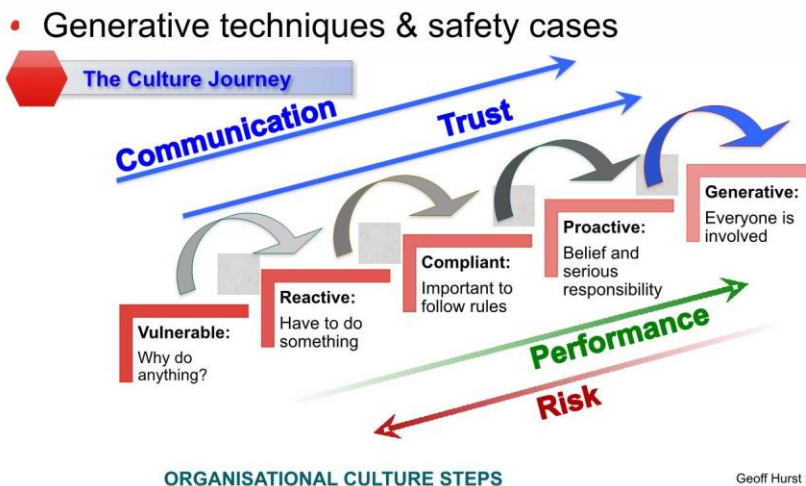 • Generative techniques & safety cases
The Culture Journey
Communication
Trust
Generative:
Everyone is
involved
Proactive:
Belief and
serious
responsibility
Compliant:
Important to
follow rules
Reactive:
Have to do
something
Vulnerable:
Why do
anything?
Performance
Risk
ORGANISATIONAL CULTURE STEPS
Geoff Hurst